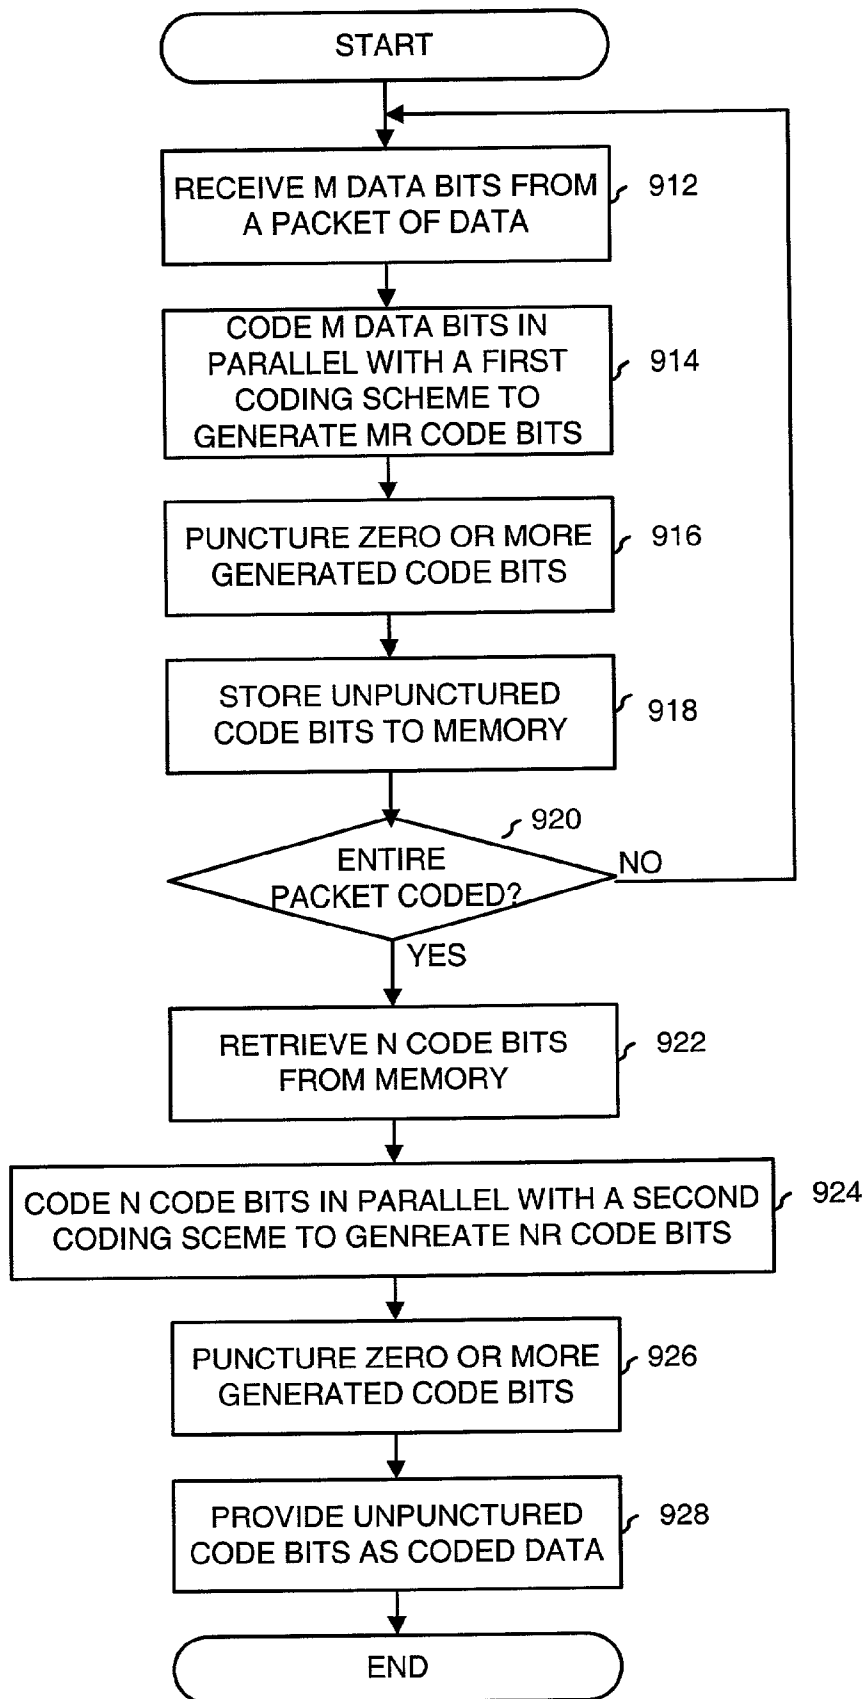 START
RECEIVE M DATA BITS FROM
A PACKET OF DATA
912
CODE M DATA BITS IN
PARALLEL WITH A FIRST
CODING SCHEME TO
GENERATE MR CODE BITS
914
PUNCTURE ZERO OR MORE
GENERATED CODE BITS
916
STORE UNPUNCTURED
CODE BITS TO MEMORY
918
920
ENTIRE
PACKET CODED?
NO
YES
RETRIEVE N CODE BITS
FROM MEMORY
922
CODE N CODE BITS IN PARALLEL WITH A SECOND
CODING SCEME TO GENREATE NR CODE BITS
924
PUNCTURE ZERO OR MORE
GENERATED CODE BITS
926
PROVIDE UNPUNCTURED
CODE BITS AS CODED DATA
928
END